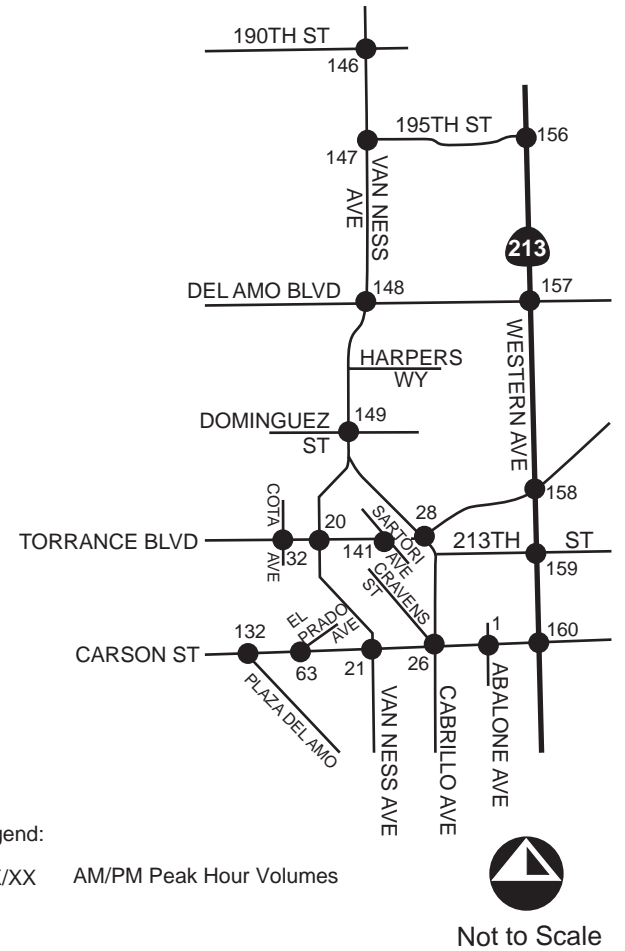 190TH ST
146
195TH ST
156
147
VAN NESS
AVE
213
DEL AMO BLVD
148
157
HARPERS
WY
WESTERN AVE
DOMINGUEZ
ST
149
158
COTA
AVE
20
SARTORI
AVE
28
TORRANCE BLVD
32
141
213TH ST
159
CRAVENS
ST
EL
PRADO
AVE
132
1
160
CARSON ST
63
21
26
PLAZA DEL AMO
VAN NESS AVE
CABRILLO AVE
ABALONE AVE
gend:
/XX AM/PM Peak Hour Volumes
Not to Scale